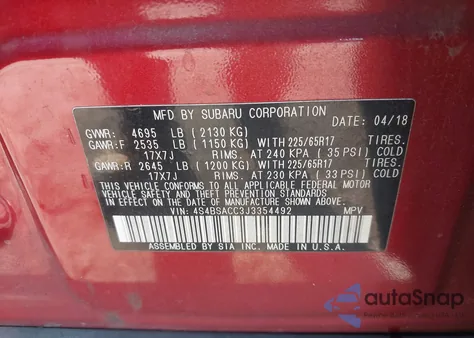 MFD BY SUBARU CORPORATION DATE: 04/18
GVWR: 4695 LB (2130 KG)
GAWR:F 2535 LB (1150 KG) WITH 225/65R17 TIRES.
17X7J RIMS. AT 240 KPA (35 PSI) COLD
GAWR:R 2645 LB (1200 KG) WITH 225/65R17 TIRES.
17X7J RIMS. AT 230 KPA (33 PSI) COLD
THIS VEHICLE CONFORMS TO ALL APPLICABLE FEDERAL MOTOR
VEHICLE SAFETY STANDARDS IN EFFECT ON THE DATE OF
MANUFACTURE SHOWN ABOVE.
VIN: 4S4BSACC3J3354492 MPV
ASSEMBLED BY SIA INC. MADE IN U.S.A.
autoSnap